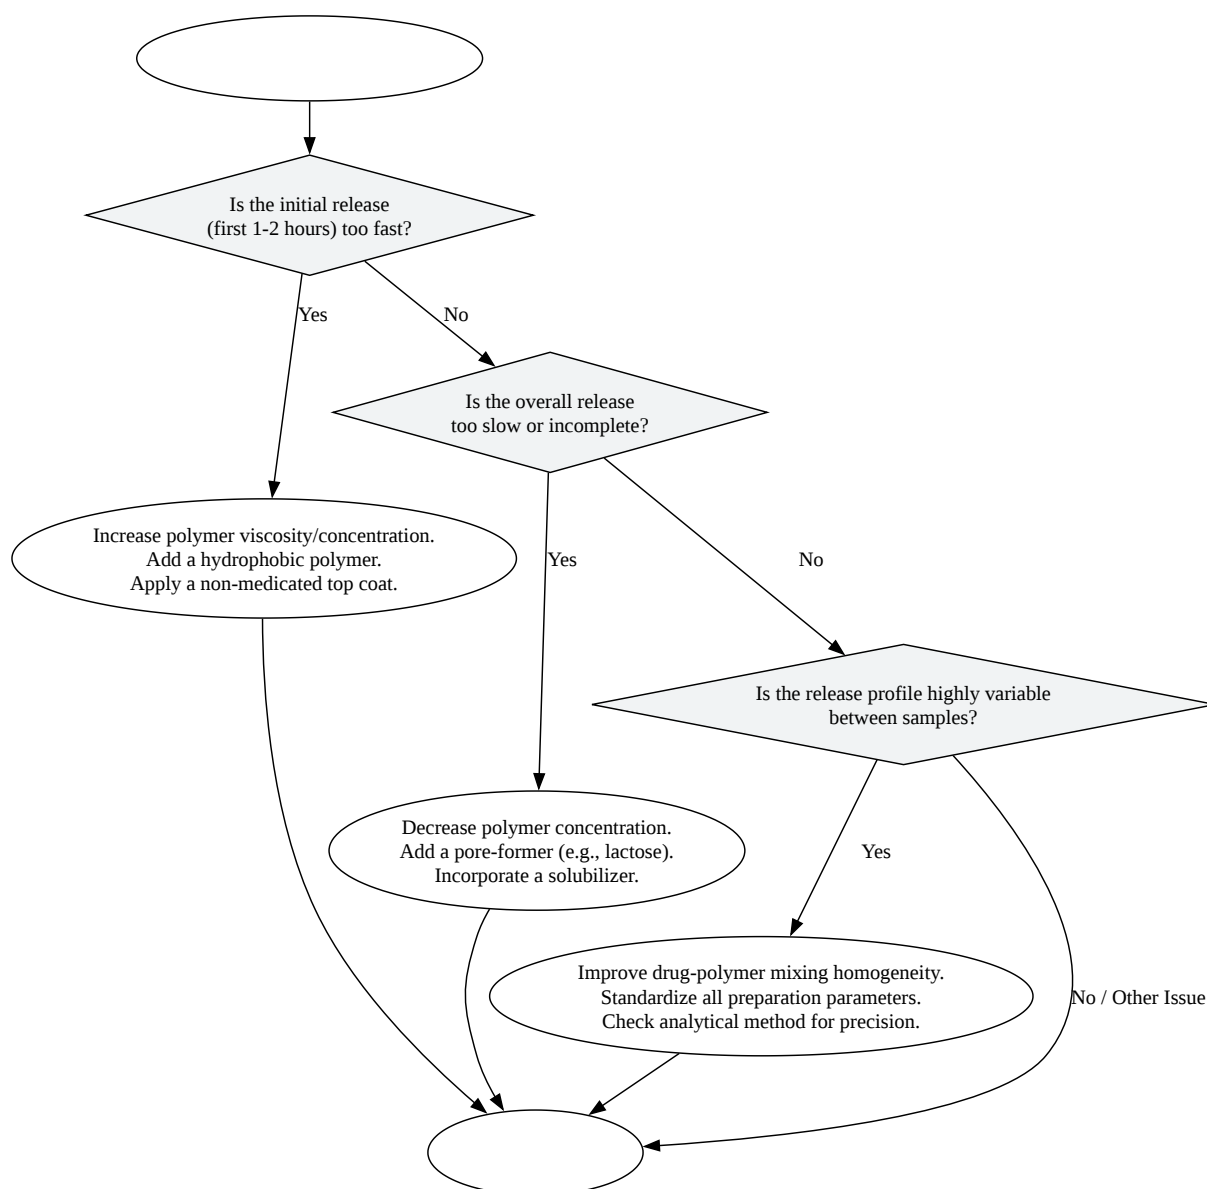 Is the initial release
(first 1-2 hours) too fast?
Yes
No
Is the overall release
too slow or incomplete?
Increase polymer viscosity/concentration.
Add a hydrophobic polymer.
Apply a non-medicated top coat.
Yes
No
Is the release profile highly variable
between samples?
Decrease polymer concentration.
Add a pore-former (e.g., lactose).
Incorporate a solubilizer.
Yes
Improve drug-polymer mixing homogeneity.
Standardize all preparation parameters.
Check analytical method for precision.
No / Other Issue